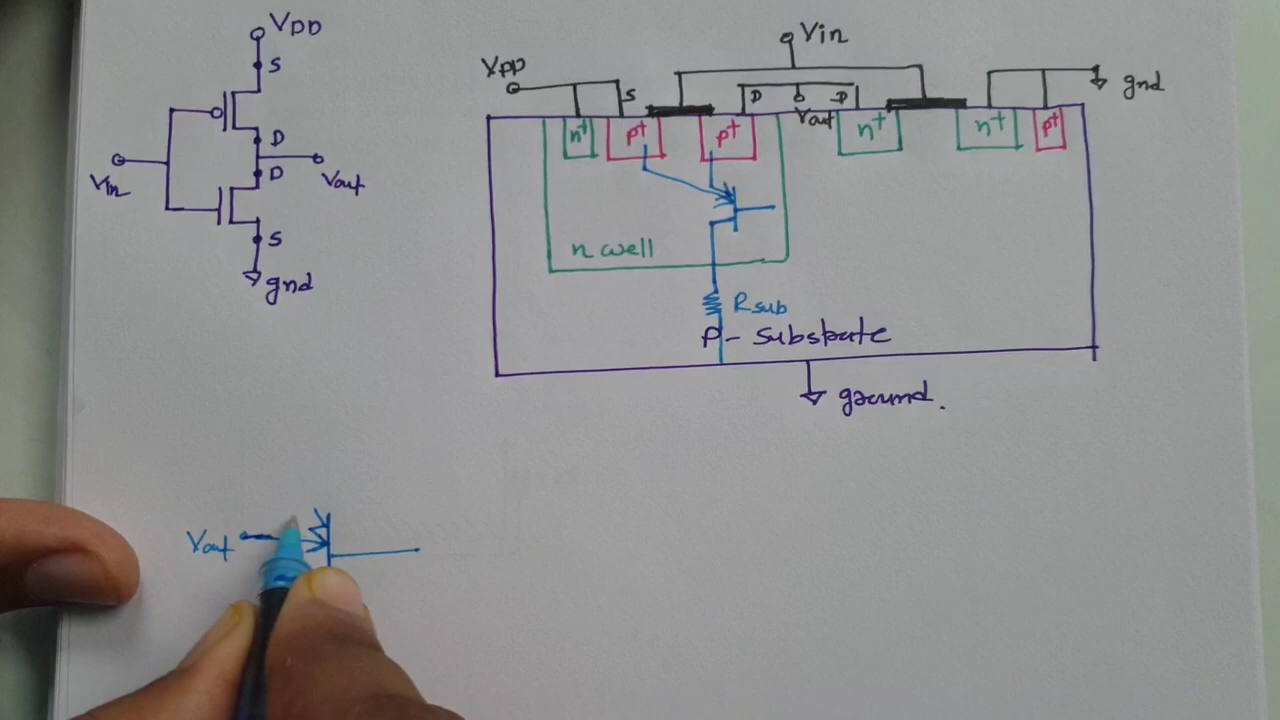 VDD
S
D
D
S
Vin
Vout
gnd
Vin
VDD
S
D
D
Vout
gnd
n+
p+
p+
n+
n+
p+
n well
Rsub
P- Substrate
ground.
Vout